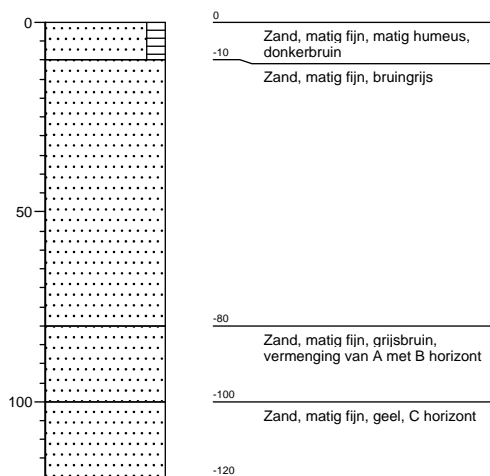 0
0
Zand, matig fijn, matig humeus,
donkerbruin
-10
Zand, matig fijn, bruingrijs
50
-80
Zand, matig fijn, grijsbruin,
vermenging van A met B horizont
100
-100
Zand, matig fijn, geel, C horizont
-120